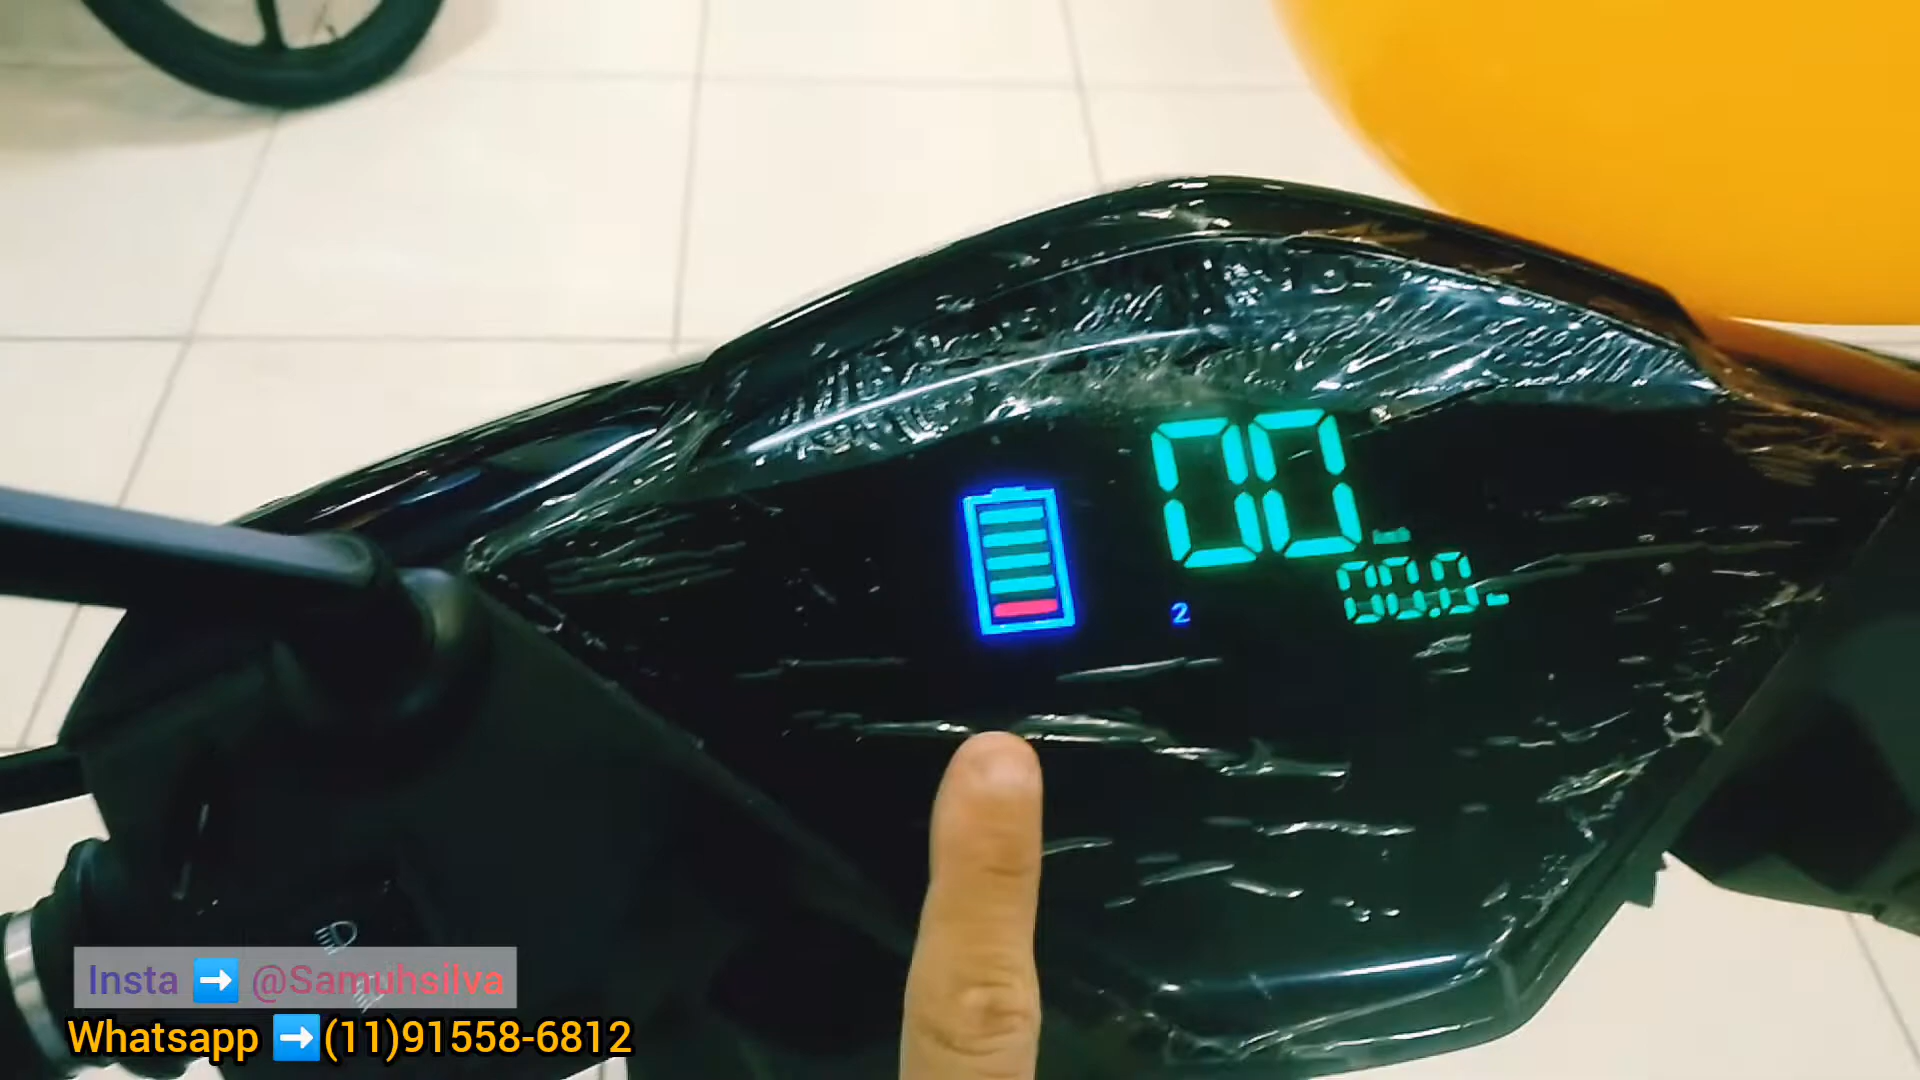 00
00.0
2
Insta ➡️ @Samuhsilva
Whatsapp ➡️(11)91558-6812